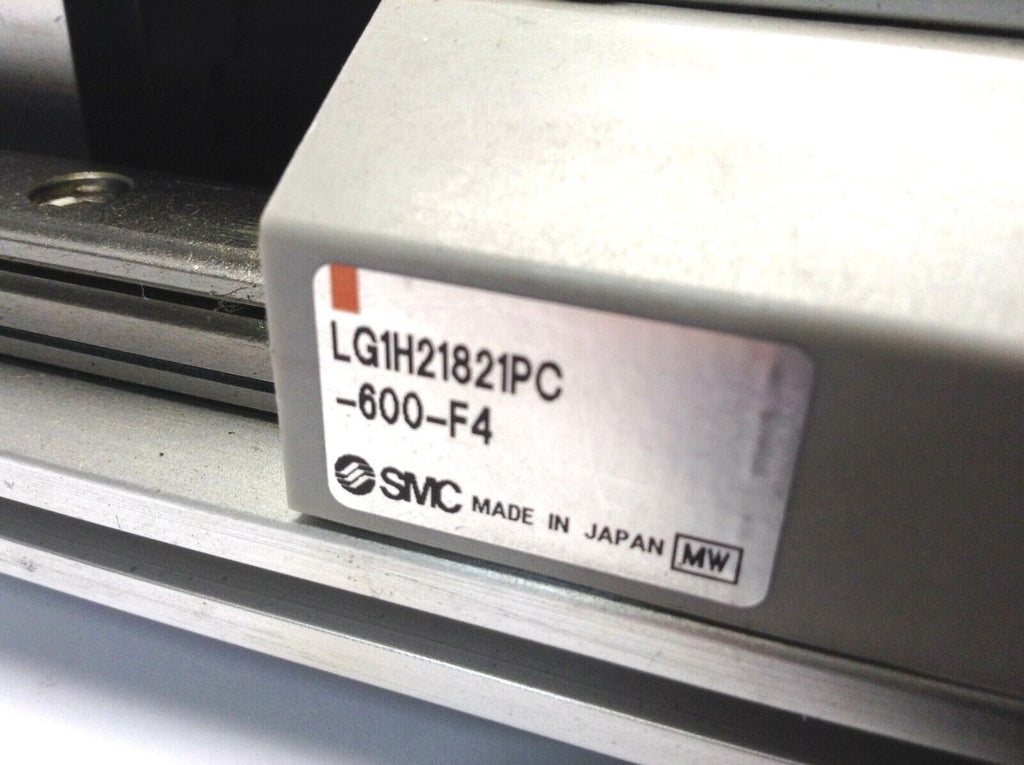 LG1H21821PC
-600-F4
SMC MADE IN JAPAN MW